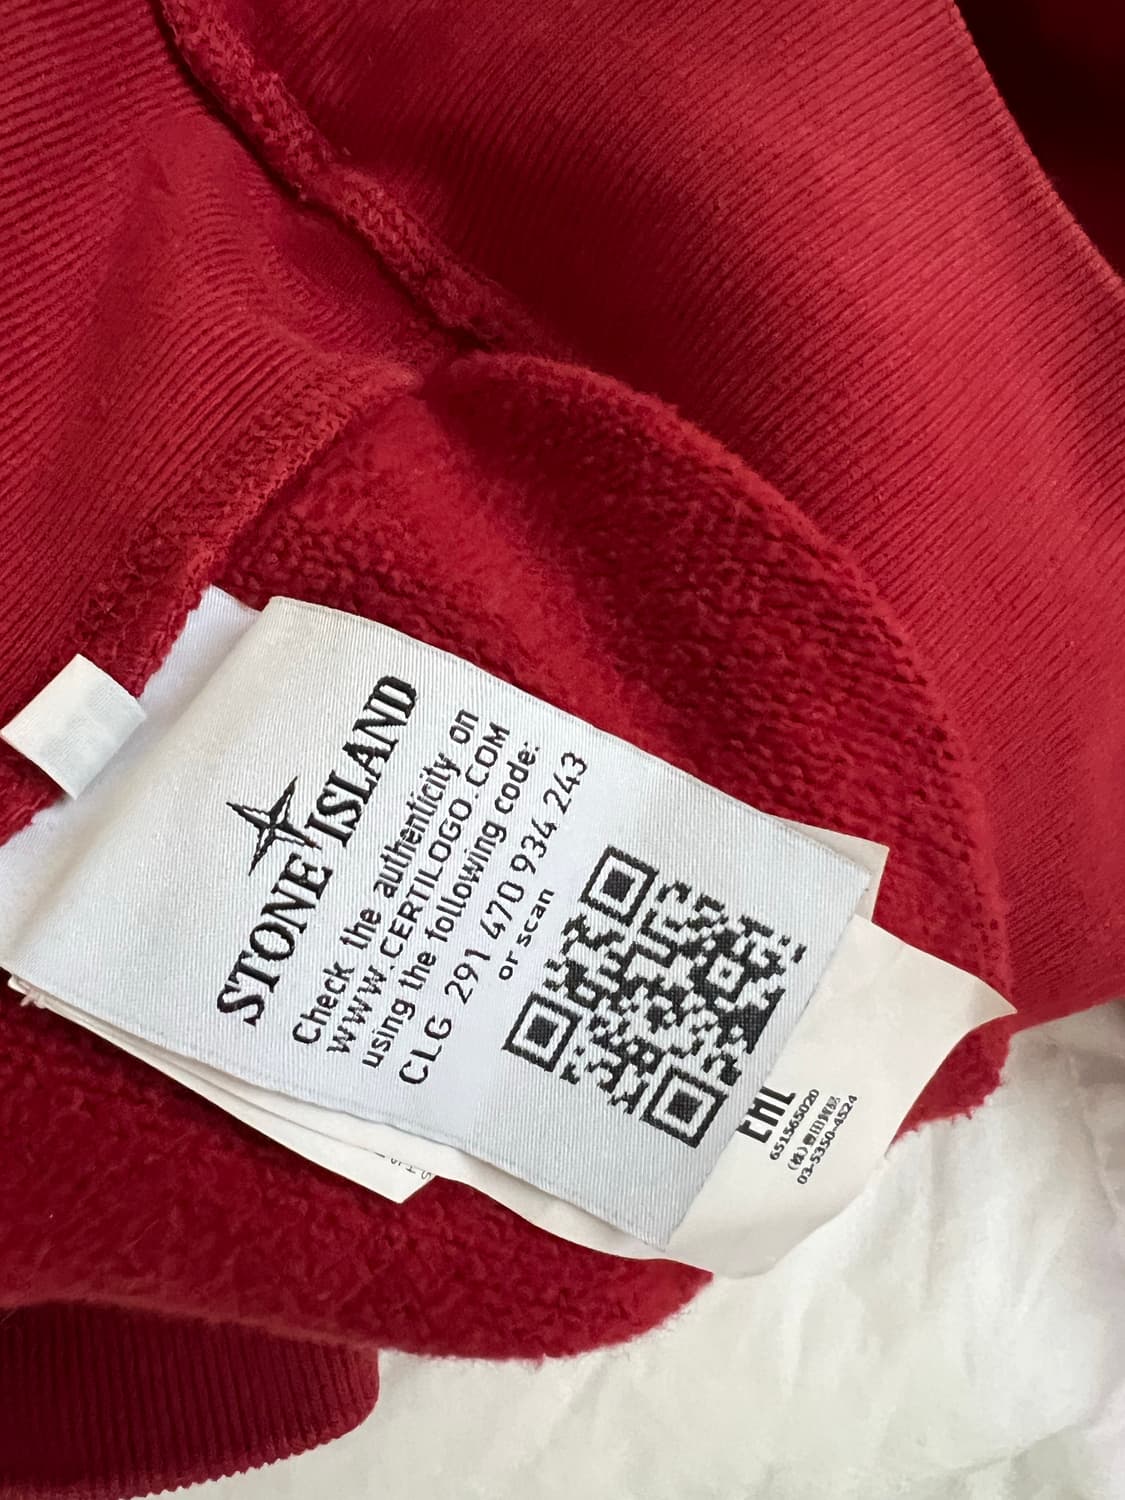 STONE ISLAND
Check the authenticity on
WWW.CERTILOGO.COM
using the following code:
CLG 291 470 934 243
or scan
EAC
651565020
03-5350-4524